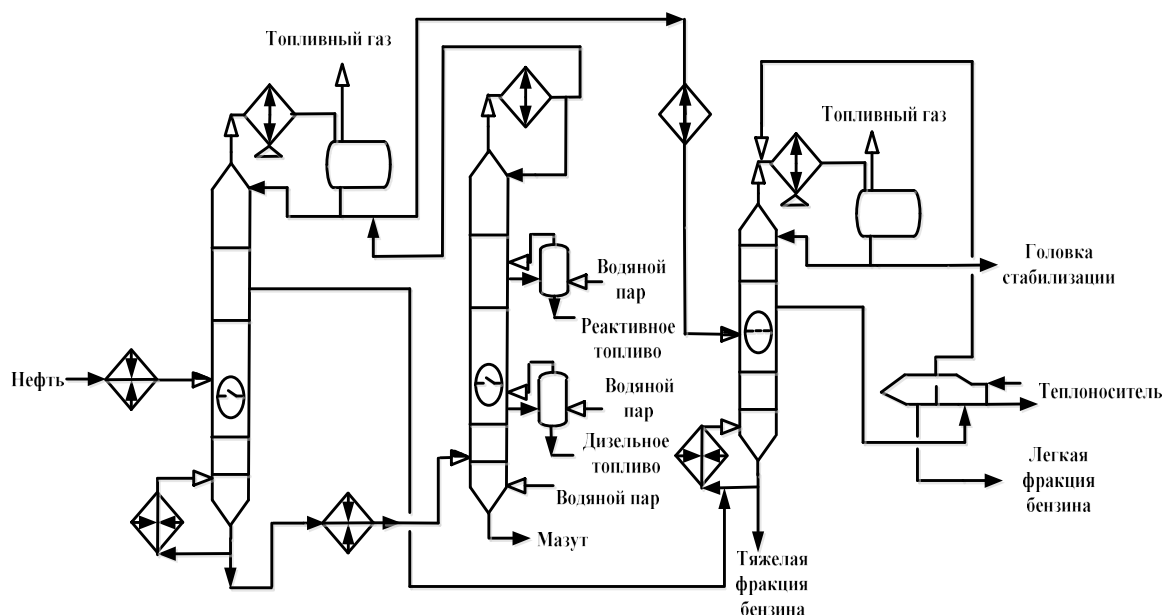 Топливный газ
Топливный газ
Водяной
пар
Головка
стабилизации
Реактивное
топливо
Нефть
Водяной
пар
Теплоноситель
Дизельное
топливо
Легкая
фракция
бензина
Водяной пар
Мазут
Тяжелая
фракция
бензина